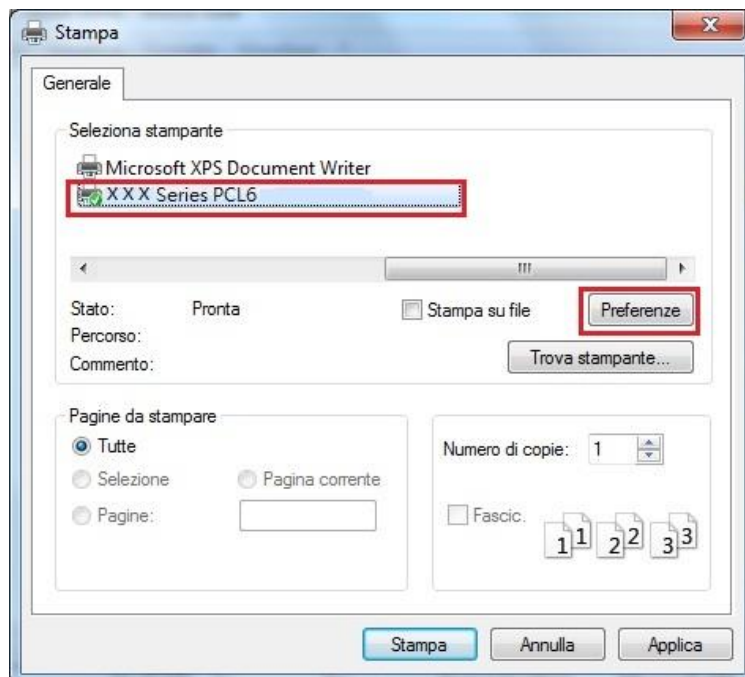 Stampa
Generale
Seleziona stampante
Microsoft XPS Document Writer
X X X Series PCL6
Stato: Pronta
Stampa su file
Preferenze
Percorso:
Commento:
Trova stampante...
Pagine da stampare
Tutte
Selezione
Pagina corrente
Pagine:
Numero di copie: 1
Fascic.
1 1 2 2 3 3
Stampa
Annulla
Applica